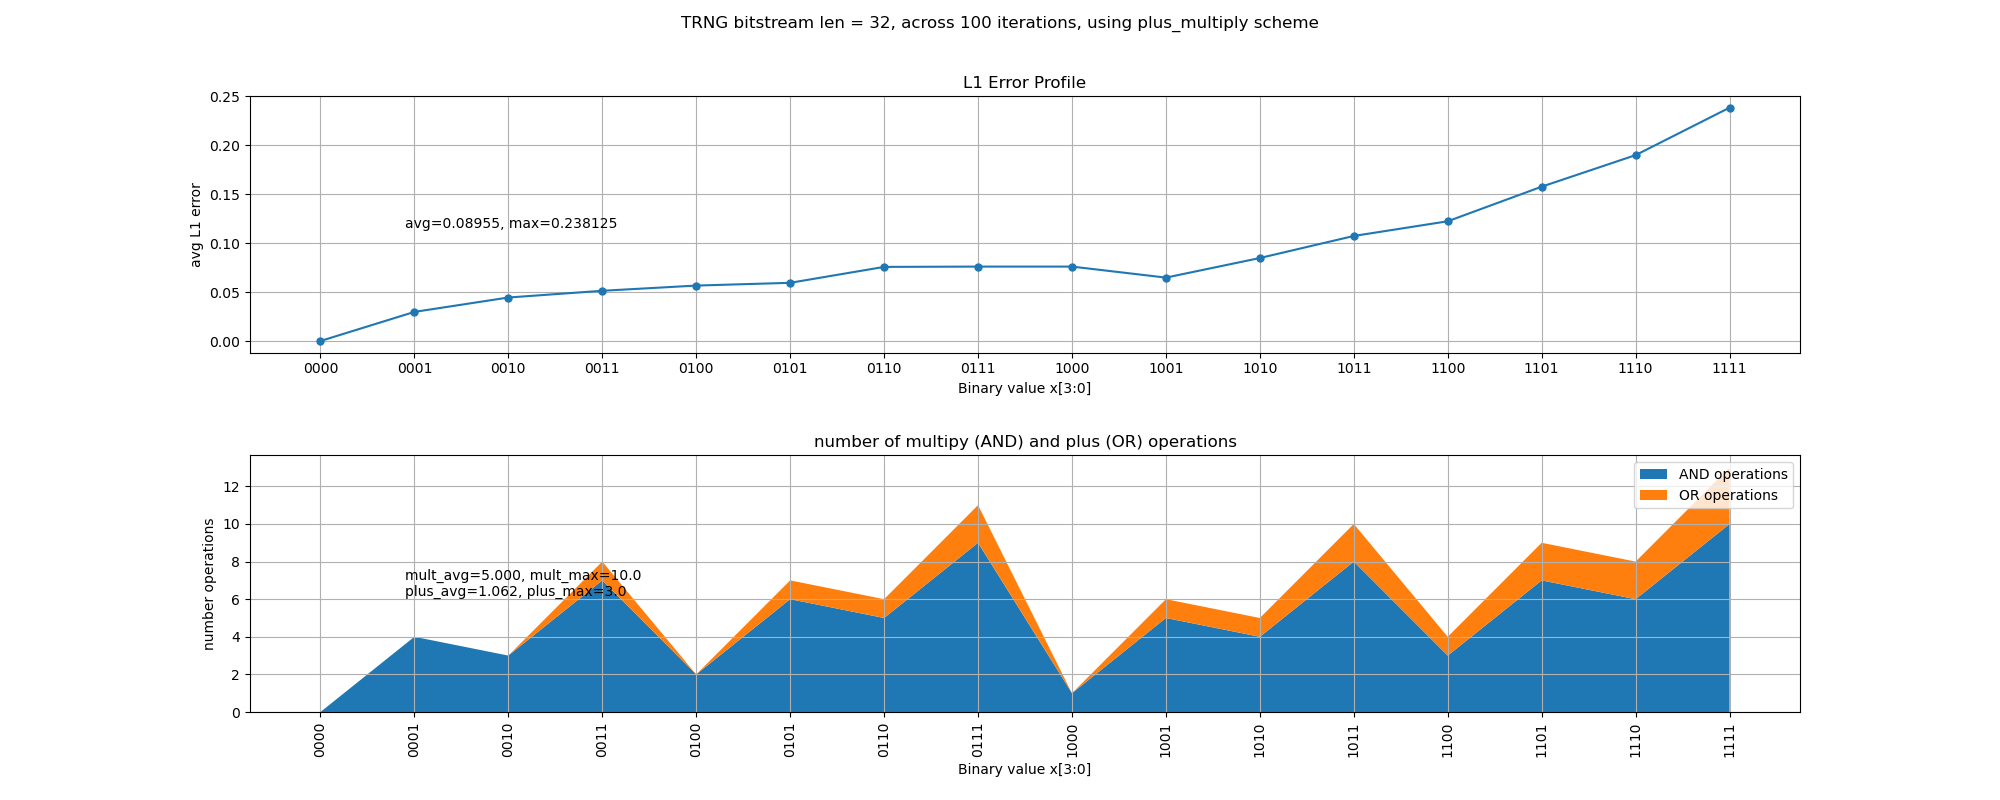 TRNG bitstream len = 32, across 100 iterations, using plus_multiply scheme
L1 Error Profile
0.25
0.20
0.15
0.10
0.05
0.00
avg L1 error
avg=0.08955, max=0.238125
0000 0001 0010 0011 0100 0101 0110 0111 1000 1001 1010 1011 1100 1101 1110 1111
Binary value x[3:0]
number of multipy (AND) and plus (OR) operations
12
10
8
6
4
2
0
number operations
AND operations
OR operations
mult_avg=5.000, mult_max=10.0
plus_avg=1.062, plus_max=3.0
0000 0001 0010 0011 0100 0101 0110 0111 1000 1001 1010 1011 1100 1101 1110 1111
Binary value x[3:0]